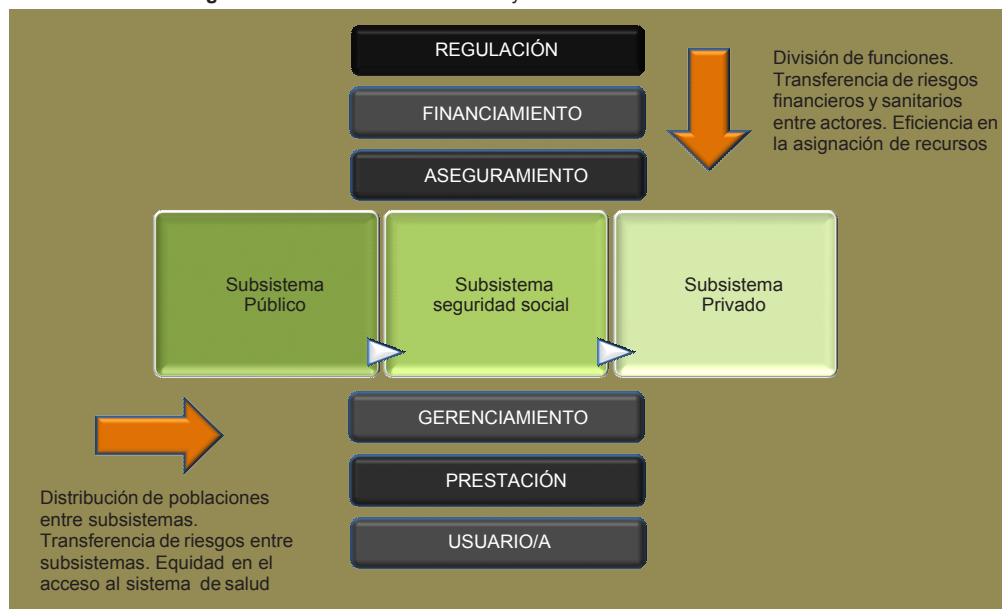 REGULACIÓN
FINANCIAMIENTO
ASEGURAMIENTO
División de funciones.
Transferencia de riesgos
financieros y sanitarios
entre actores. Eficiencia en
la asignación de recursos
Subsistema
Público
Subsistema
seguridad social
Subsistema
Privado
GERENCIAMIENTO
PRESTACIÓN
USUARIO/A
Distribución de poblaciones
entre subsistemas.
Transferencia de riesgos entre
subsistemas. Equidad en el
acceso al sistema de salud